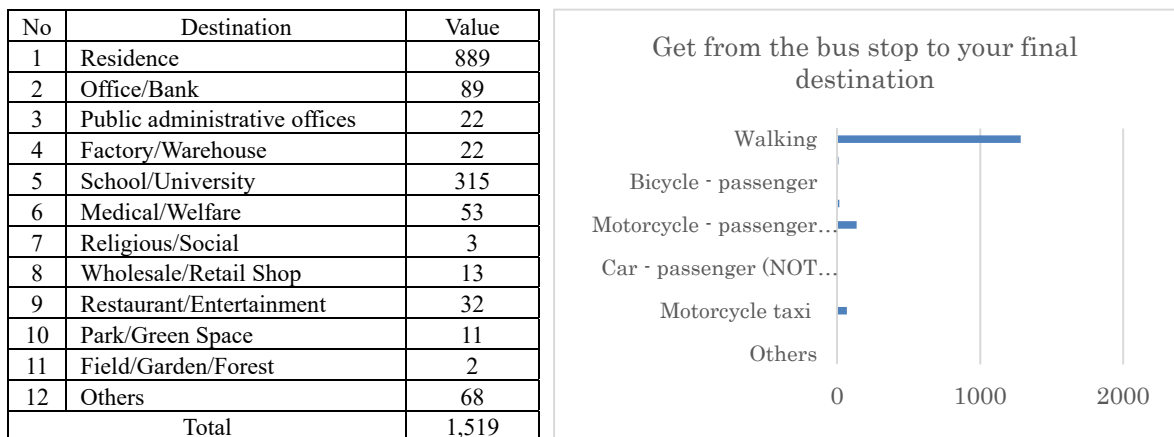 No Destination Value
1 Residence 889
2 Office/Bank 89
3 Public administrative offices 22
4 Factory/Warehouse 22
5 School/University 315
6 Medical/Welfare 53
7 Religious/Social 3
8 Wholesale/Retail Shop 13
9 Restaurant/Entertainment 32
10 Park/Green Space 11
11 Field/Garden/Forest 2
12 Others 68
Total 1,519
Get from the bus stop to your final
destination
Walking
Bicycle - passenger
Motorcycle - passenger…
Car - passenger (NOT…
Motorcycle taxi
Others
0 1000 2000